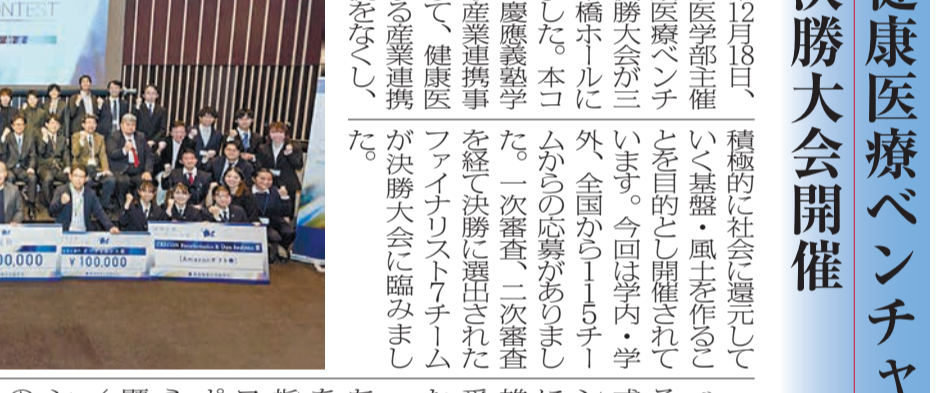 健康医療ベンチャ
決勝大会開催
12月18日、
医学部主催
医療ベンチ
勝大会が三
橋ホールに
した。本コ
慶應義塾学
産業連携事
て、健康医
る産業連携
をなくし、
積極的に社会に還元して
いく基盤・風土を作るこ
とを目的とし開催されて
います。今回は学内・学
外、全国から115チー
ムからの応募がありまし
た。一次審査、二次審査
を経て決勝に選出された
ファイナリスト7チーム
が決勝大会に臨みまし
た。
ONTEST
00,000
¥100,000
[Amazonギフト券]